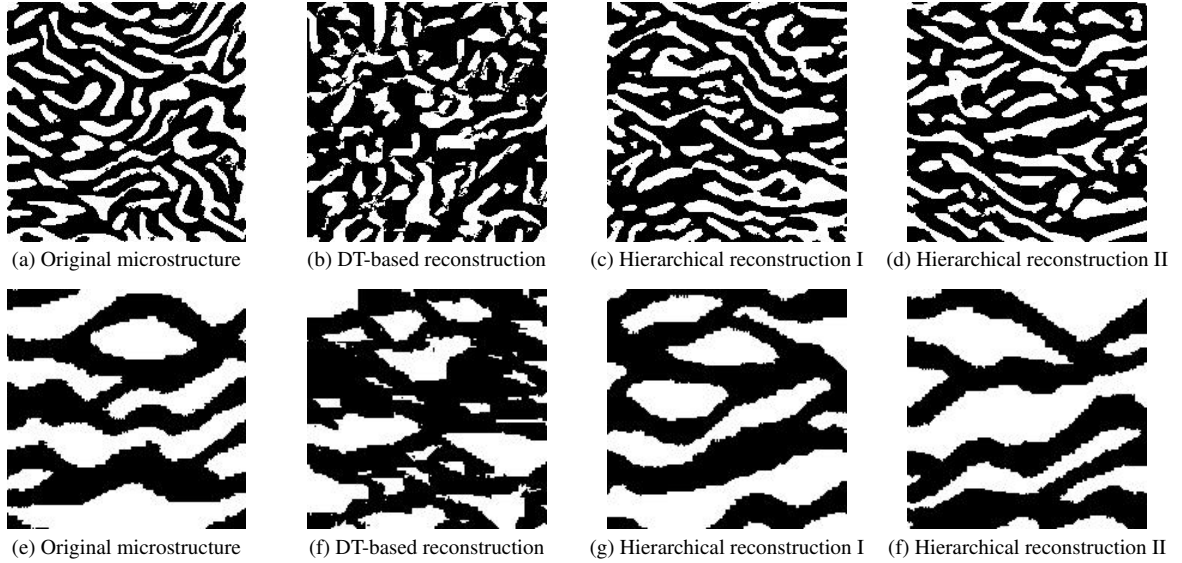 (a) Original microstructure
(b) DT-based reconstruction
(c) Hierarchical reconstruction I
(d) Hierarchical reconstruction II
(e) Original microstructure
(f) DT-based reconstruction
(g) Hierarchical reconstruction I
(f) Hierarchical reconstruction II